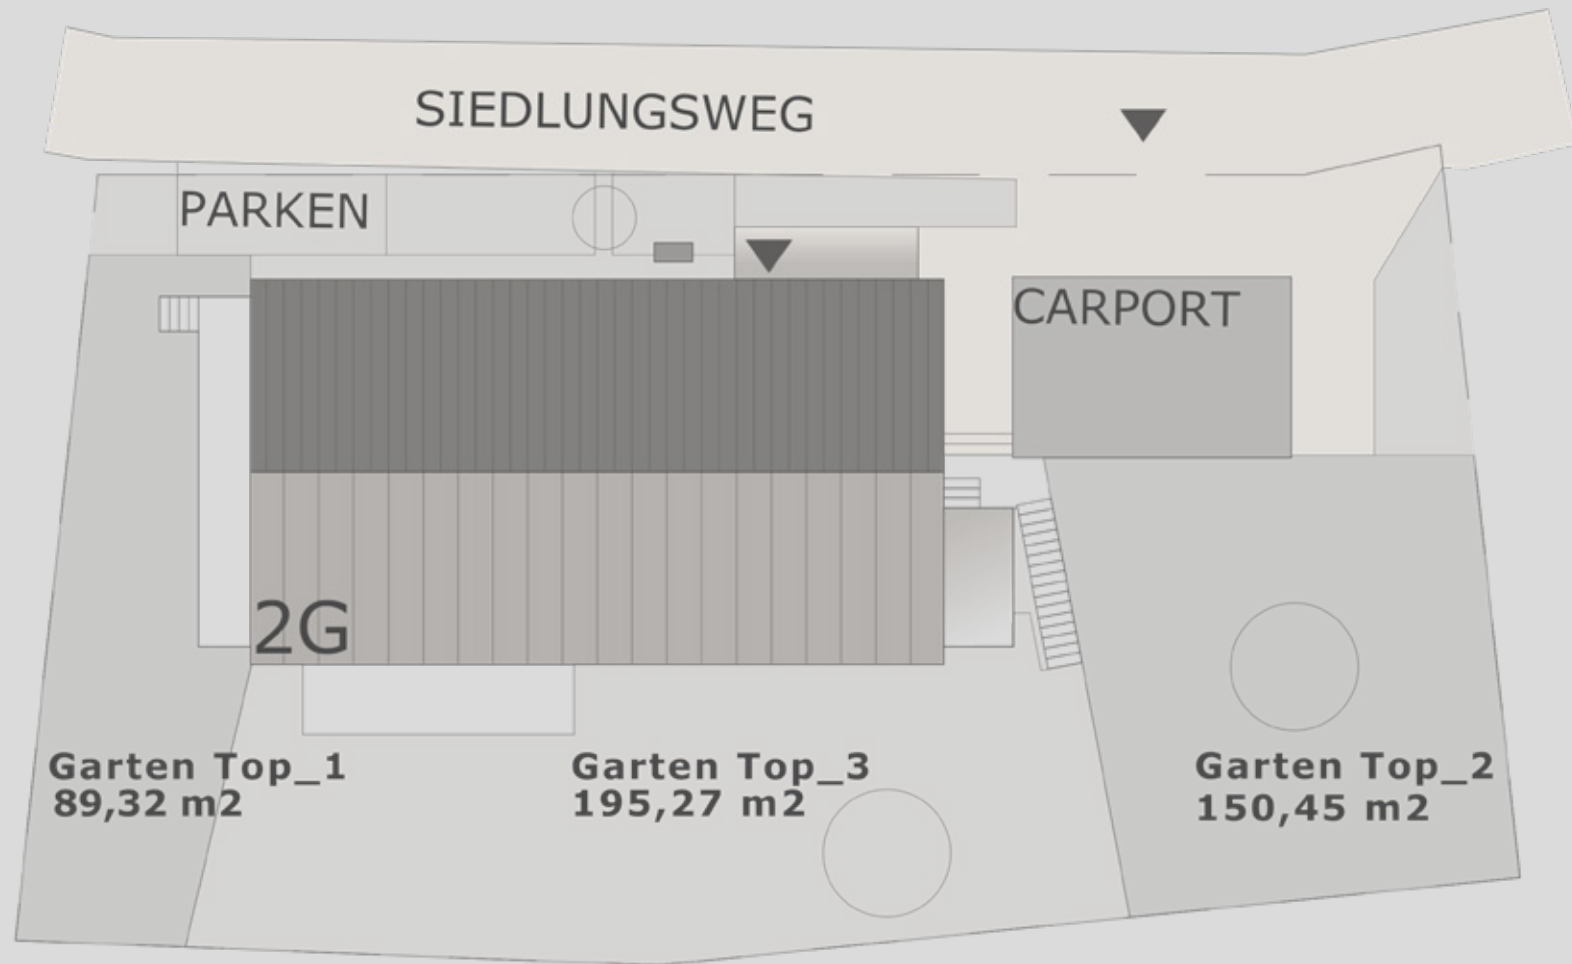 SIEDLUNGSWEG
PARKEN
CARPORT
2G
Garten Top_1
89,32 m2
Garten Top_3
195,27 m2
Garten Top_2
150,45 m2